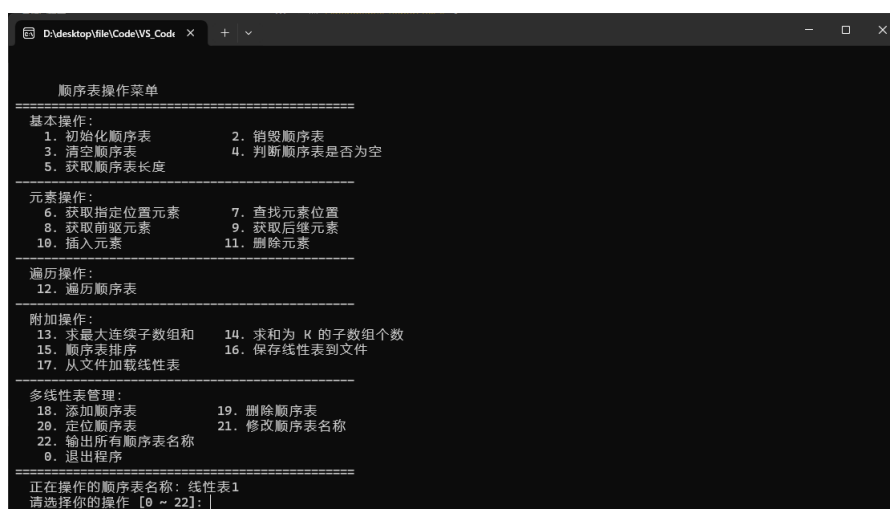 D:\desktop\file\Code\VS_Code
顺序表操作菜单
基本操作:
1. 初始化顺序表 2. 销毁顺序表
3. 清空顺序表 4. 判断顺序表是否为空
5. 获取顺序表长度
元素操作:
6. 获取指定位置元素 7. 查找元素位置
8. 获取前驱元素 9. 获取后继元素
10. 插入元素 11. 删除元素
遍历操作:
12. 遍历顺序表
附加操作:
13. 求最大连续子数组和 14. 求和为 K 的子数组个数
15. 顺序表排序 16. 保存线性表到文件
17. 从文件加载线性表
多线性表管理:
18. 添加顺序表 19. 删除顺序表
20. 定位顺序表 21. 修改顺序表名称
22. 输出所有顺序表名称
0. 退出程序
正在操作的顺序表名称: 线性表1
请选择你的操作 [0 ~ 22]: